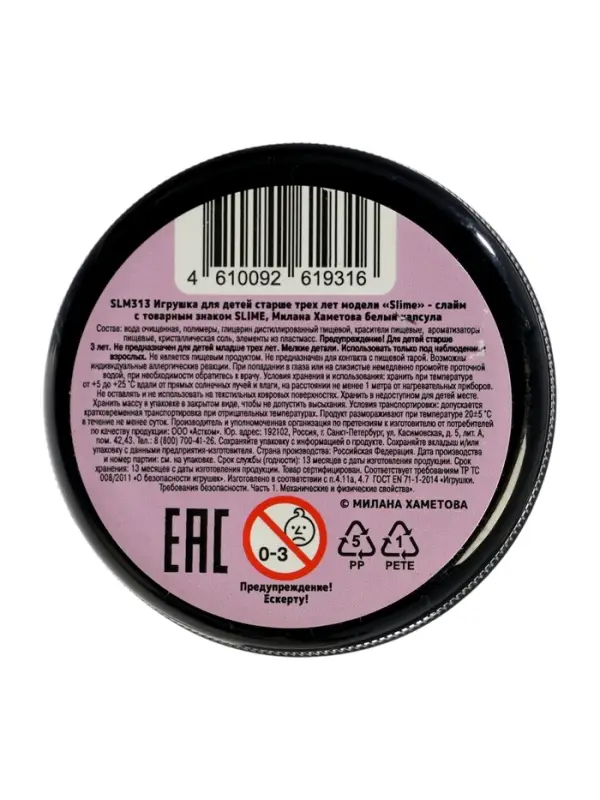 4 610092 619316
SLM313 Игрушка для детей старше трех лет модели «Slime» - слайм
с товарным знаком SLIME, Милана Хаметова белый капсула
Состав: вода очищенная, полимеры, глицерин дистиллированный пищевой, красители пищевые, ароматизаторы
пищевые, кристаллическая соль, элементы из пластмасс. Предупреждение! Для детей старше
3 лет. Не предназначен для детей младше трех лет. Мелкие детали. Использовать только под наблюдением
взрослых. Не является пищевым продуктом. Не предназначен для контакта с пищевой тарой. Возможны
индивидуальные аллергические реакции. При попадании в глаза или на слизистые немедленно промойте проточной
водой, при необходимости обратитесь к врачу. Условия хранения и использования: хранить при температуре
от +5 до +25 °С вдали от прямых солнечных лучей и влаги, на расстоянии не менее 1 метра от нагревательных приборов.
Не оставлять и не использовать на текстильных ковровых поверхностях. Хранить в недоступном для детей месте.
Хранить массу в упаковке в закрытом виде, чтобы не допустить высыхания. Условия транспортировки: допускается
кратковременная транспортировка при отрицательных температурах. Продукт размораживают при температуре 20±5 °С
в течение не менее суток. Производитель и уполномоченная организация по претензиям к изготовителю от потребителей
по качеству продукции: ООО «Астком». Юр. адрес: 192102, Россия, г. Санкт-Петербург, ул. Касимовская, д. 5, лит. А,
пом. 42,43. Тел.: 8 (800) 700-41-26. Сохраняйте упаковку с информацией о продукте. Сохраняйте вкладыш и/или
упаковку с данными предприятия-изготовителя. Страна производства: Российская Федерация. Дата производства
и номер партии: см. на упаковке. Срок службы (годности): 13 месяцев с даты изготовления продукции. Срок
хранения: 13 месяцев с даты изготовления продукции. Товар сертифицирован. Соответствует требованиям ТР ТС
008/2011 «О безопасности игрушек». Изготовлено в соответствии с п.4.11а, 4.7 ГОСТ EN 71-1-2014 «Игрушки.
Требования безопасности. Часть 1. Механические и физические свойства».
© МИЛАНА ХАМЕТОВА
EAC
0-3
5
PP
1
PETE
Предупреждение!
Ескерту!